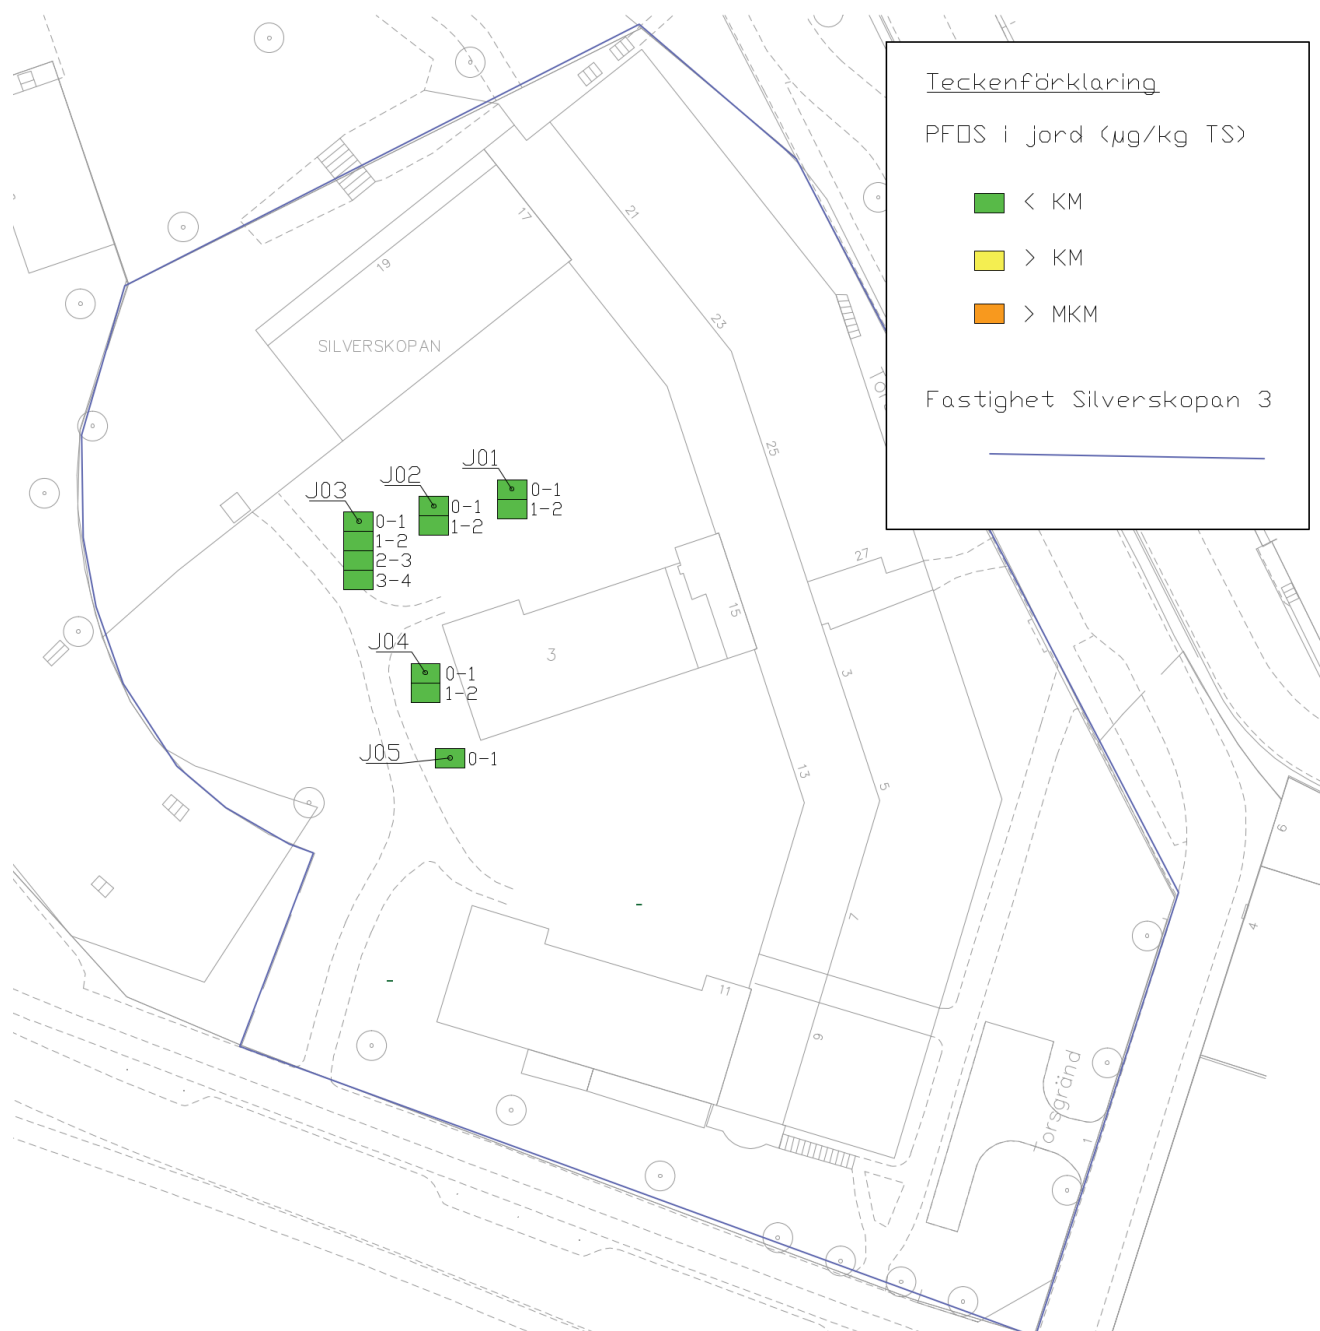 Teckenförklaring
PFOS i jord (µg/kg TS)
< KM
> KM
> MKM
Fastighet Silverskopan 3
17
21
19
23
SILVERSKOPAN
25
J01
0-1
1-2
J02
0-1
1-2
J03
0-1
1-2
2-3
3-4
27
15
3
3
J04
0-1
1-2
J05
0-1
13
5
6
7
4
11
9
Torsgränd
1